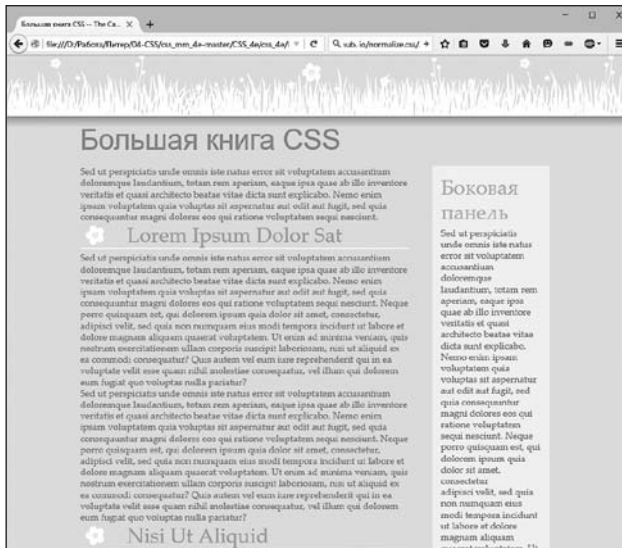 Большая книга CSS -- The Ca...
file:///D:/Работа/Питер/04-CSS/css_mm_4e-master/CSS_4e/css_4e/
sub. io/normalize.css/
Большая книга CSS
Sed ut perspiciatis unde omnis iste natus error sit voluptatem accusantium
doloremque laudantium, totam rem aperiam, eaque ipsa quae ab illo inventore
veritatis et quasi architecto beatae vitae dicta sunt explicabo. Nemo enim
ipsam voluptatem quia voluptas sit aspernatur aut odit aut fugit, sed quia
consequuntur magni dolores eos qui ratione voluptatem sequi nesciunt.
Lorem Ipsum Dolor Sat
Sed ut perspiciatis unde omnis iste natus error sit voluptatem accusantium
doloremque laudantium, totam rem aperiam, eaque ipsa quae ab illo inventore
veritatis et quasi architecto beatae vitae dicta sunt explicabo. Nemo enim
ipsam voluptatem quia voluptas sit aspernatur aut odit aut fugit, sed quia
consequuntur magni dolores eos qui ratione voluptatem sequi nesciunt. Neque
porro quisquam est, qui dolorem ipsum quia dolor sit amet, consectetur,
adipisci velit, sed quia non numquam eius modi tempora incidunt ut labore et
dolore magnam aliquam quaerat voluptatem. Ut enim ad minima veniam, quis
nostrum exercitationem ullam corporis suscipit laboriosam, nisi ut aliquid ex
ea commodi consequatur? Quis autem vel eum iure reprehenderit qui in ea
voluptate velit esse quam nihil molestiae consequatur, vel illum qui dolorem
eum fugiat quo voluptas nulla pariatur?
Sed ut perspiciatis unde omnis iste natus error sit voluptatem accusantium
doloremque laudantium, totam rem aperiam, eaque ipsa quae ab illo inventore
veritatis et quasi architecto beatae vitae dicta sunt explicabo. Nemo enim
ipsam voluptatem quia voluptas sit aspernatur aut odit aut fugit, sed quia
consequuntur magni dolores eos qui ratione voluptatem sequi nesciunt. Neque
porro quisquam est, qui dolorem ipsum quia dolor sit amet, consectetur,
adipisci velit, sed quia non numquam eius modi tempora incidunt ut labore et
dolore magnam aliquam quaerat voluptatem. Ut enim ad minima veniam, quis
nostrum exercitationem ullam corporis suscipit laboriosam, nisi ut aliquid ex
ea commodi consequatur? Quis autem vel eum iure reprehenderit qui in ea
voluptate velit esse quam nihil molestiae consequatur, vel illum qui dolorem
eum fugiat quo voluptas nulla pariatur?
Nisi Ut Aliquid
Боковая
панель
Sed ut perspiciatis
unde omnis iste natus
error sit voluptatem
accusantium
doloremque
laudantium, totam rem
aperiam, eaque ipsa
quae ab illo inventore
veritatis et quasi
architecto beatae vitae
dicta sunt explicabo.
Nemo enim ipsam
voluptatem quia
voluptas sit aspernatur
aut odit aut fugit, sed
quia consequuntur
magni dolores eos qui
ratione voluptatem
sequi nesciunt. Neque
porro quisquam est, qui
dolorem ipsum quia
dolor sit amet,
consectetur
adipisci velit, sed quia
non numquam eius
modi tempora incidunt
ut labore et dolore
magnam aliquam
quaerat voluptatem. Ut